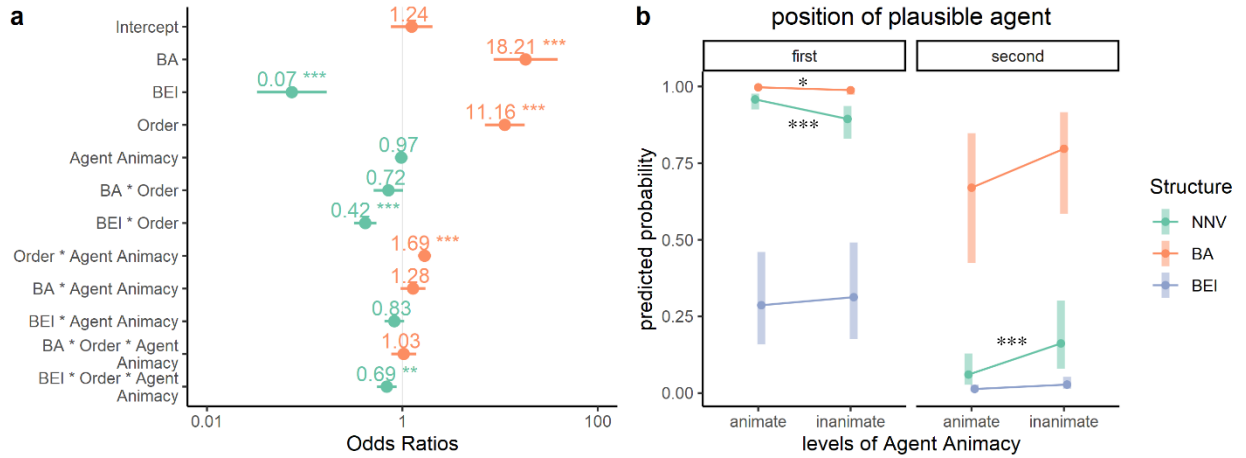 a
Intercept
BA
BEI
Order
Agent Animacy
BA * Order
BEI * Order
Order * Agent Animacy
BA * Agent Animacy
BEI * Agent Animacy
BA * Order * Agent
Animacy
BEI * Order * Agent
Animacy
1.24
18.21 ***
0.07 ***
11.16 ***
0.97
0.72
0.42 ***
1.69 ***
1.28
0.83
1.03
0.69 **
0.01
1
100
Odds Ratios
b
position of plausible agent
first
second
predicted probability
1.00
0.75
0.50
0.25
0.00
*
***
***
animate
inanimate
animate
inanimate
levels of Agent Animacy
Structure
NNV
BA
BEI